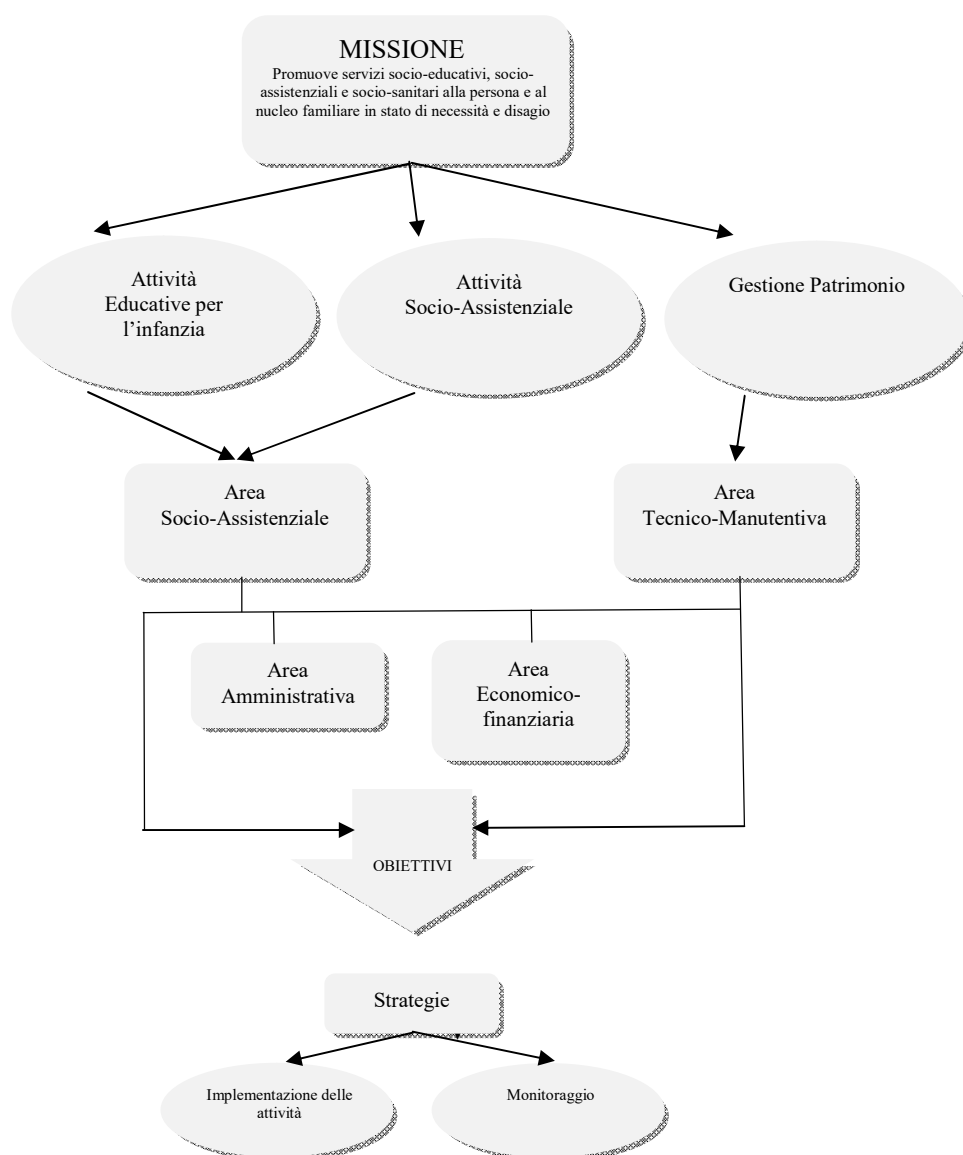 MISSIONE
Promuove servizi socio-educativi, socio-
assistenziali e socio-sanitari alla persona e al
nucleo familiare in stato di necessità e disagio
Attività
Educative per
l’infanzia
Attività
Socio-Assistenziale
Gestione Patrimonio
Area
Socio-Assistenziale
Area
Tecnico-Manutentiva
Area
Amministrativa
Area
Economico-
finanziaria
OBIETTIVI
Strategie
Implementazione delle
attività
Monitoraggio